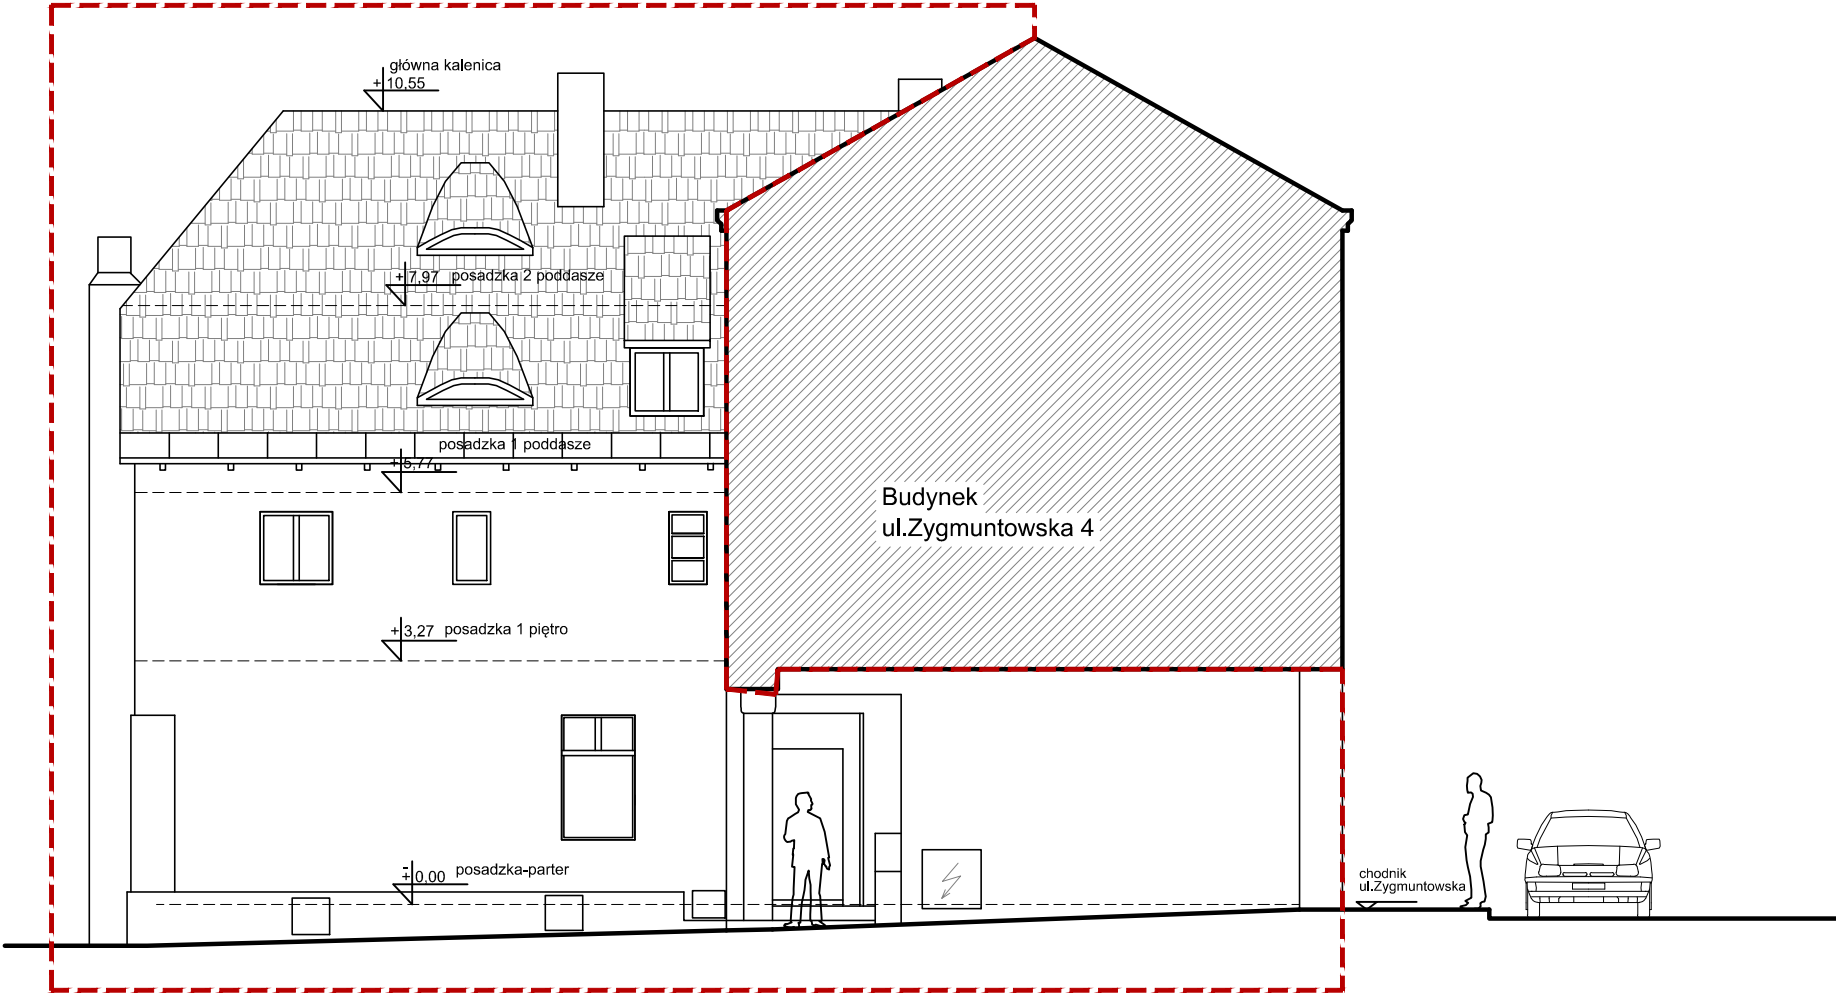 główna kalenica
+10,55
+7,97 posadzka 2 poddasze
posadzka 1 poddasze
+5,77
Budynek
ul.Zygmuntowska 4
+3,27 posadzka 1 piętro
-
+0,00 posadzka-parter
chodnik
ul.Zygmuntowska